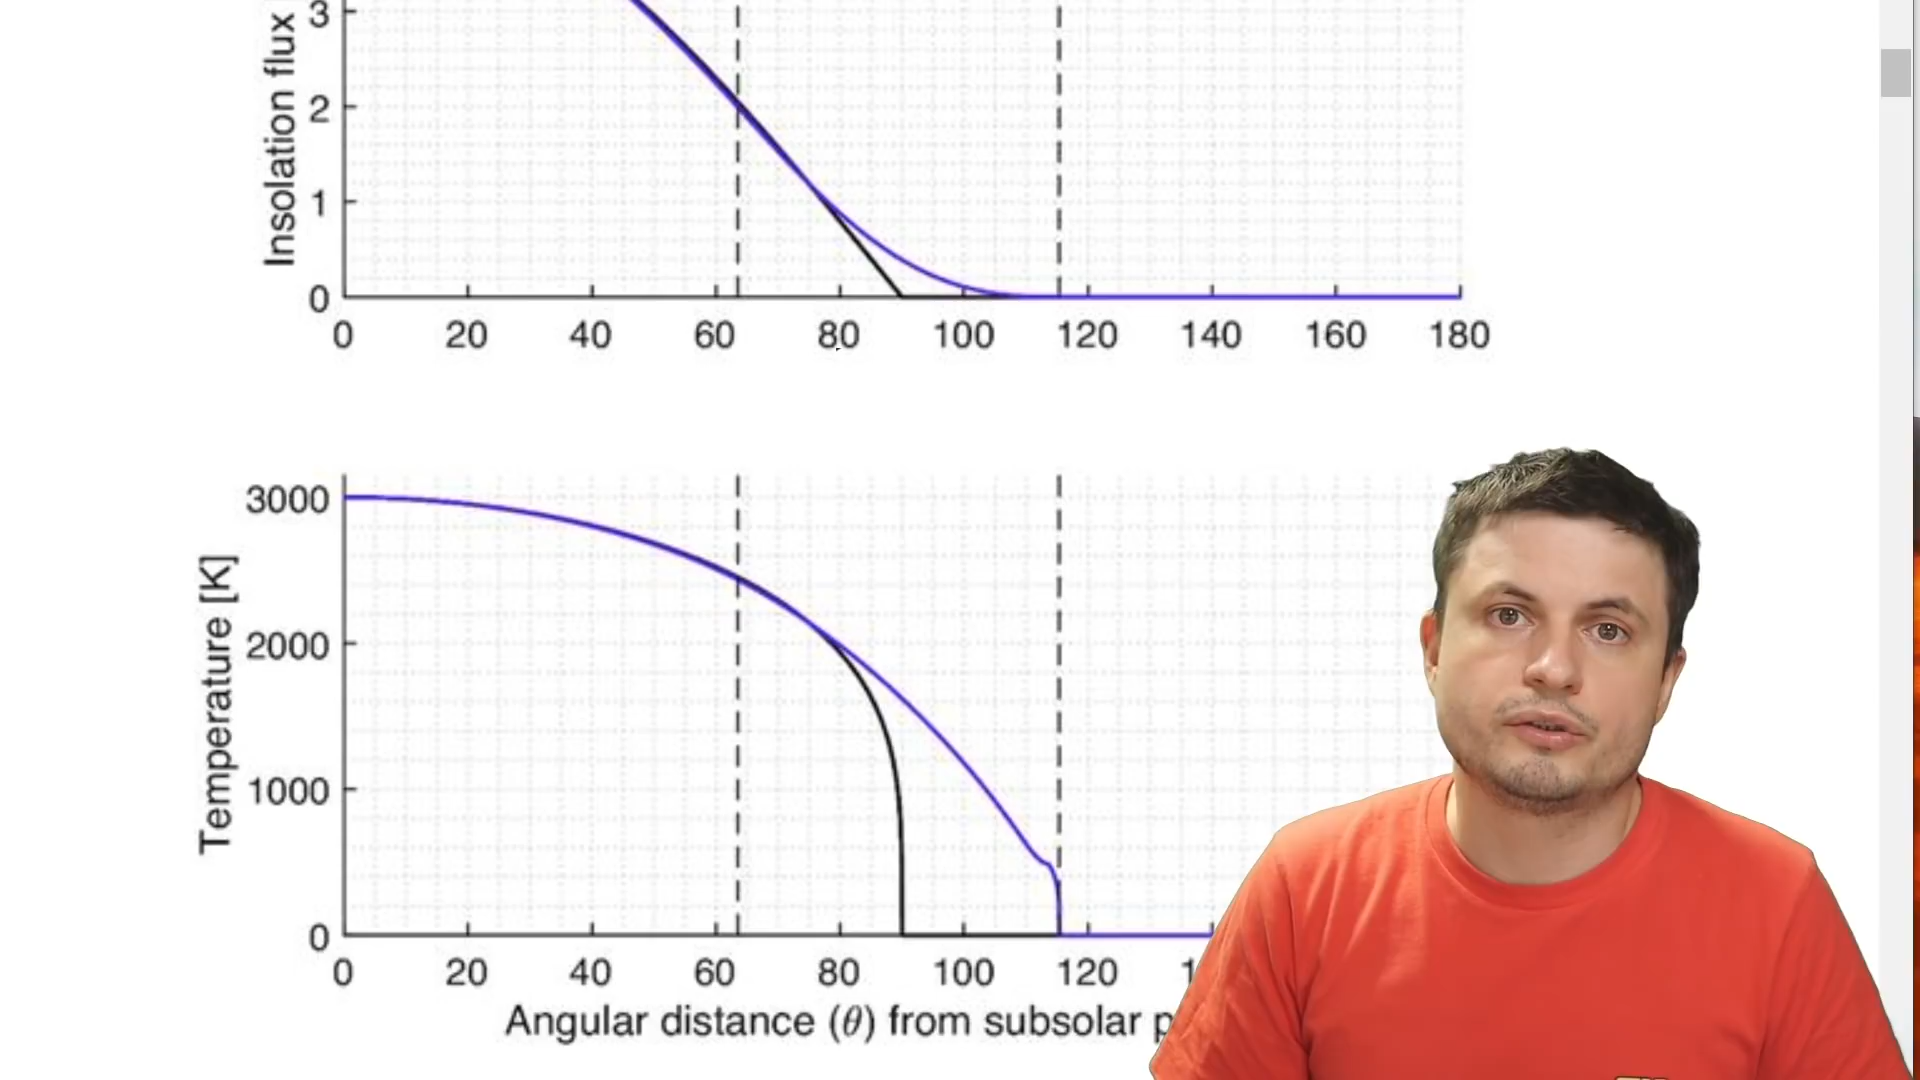 Insolation flux
3
2
1
0
0 20 40 60 80 100 120 140 160 180
Temperature [K]
3000
2000
1000
0
0 20 40 60 80 100 120
Angular distance (θ) from subsolar